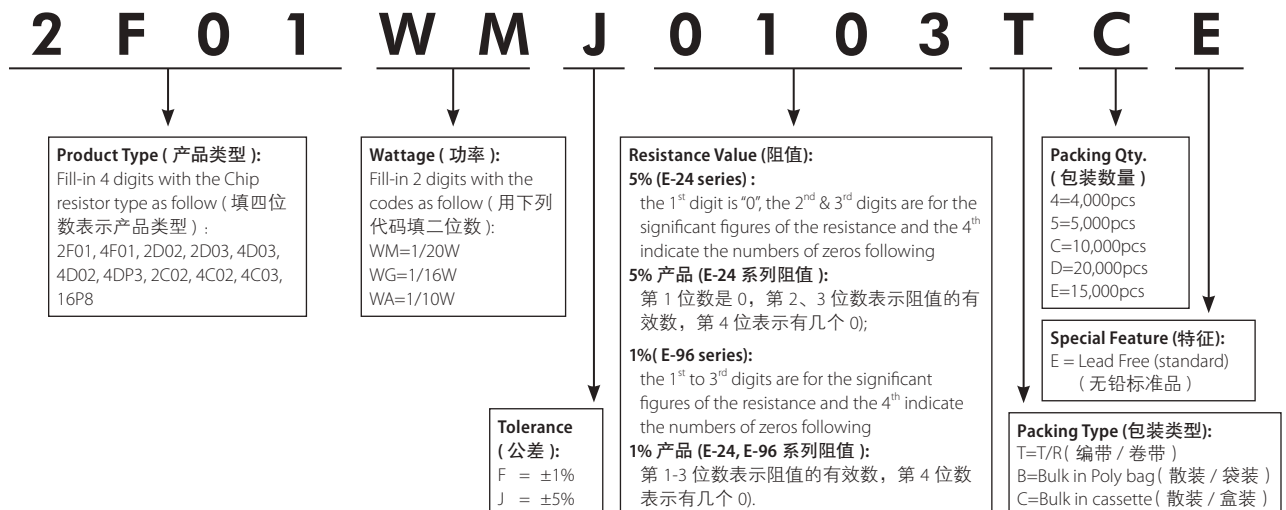 2F01 WM J 0103 T C E
Product Type ( 产品类型 ):
Fill-in 4 digits with the Chip
resistor type as follow ( 填四位
数表示产品类型 ) :
2F01, 4F01, 2D02, 2D03, 4D03,
4D02, 4DP3, 2C02, 4C02, 4C03,
16P8
Wattage ( 功率 ):
Fill-in 2 digits with the
codes as follow ( 用下列
代码填二位数 ):
WM=1/20W
WG=1/16W
WA=1/10W
Tolerance
( 公差 ):
F = ±1%
J = ±5%
Resistance Value (阻值):
5% (E-24 series) :
the 1st digit is “0”, the 2nd & 3rd digits are for the
significant figures of the resistance and the 4th
indicate the numbers of zeros following
5% 产品 (E-24 系列阻值 ):
第 1 位数是 0，第 2、3 位数表示阻值的有
效数，第 4 位表示有几个 0);
1%( E-96 series):
the 1st to 3rd digits are for the significant
figures of the resistance and the 4th indicate
the numbers of zeros following
1% 产品 (E-24, E-96 系列阻值 ):
第 1-3 位数表示阻值的有效数，第 4 位数
表示有几个 0).
Packing Qty.
( 包装数量 )
4=4,000pcs
5=5,000pcs
C=10,000pcs
D=20,000pcs
E=15,000pcs
Special Feature (特征):
E = Lead Free (standard)
( 无铅标准品 )
Packing Type (包装类型):
T=T/R( 编带 / 卷带 )
B=Bulk in Poly bag( 散装 / 袋装 )
C=Bulk in cassette( 散装 / 盒装 )